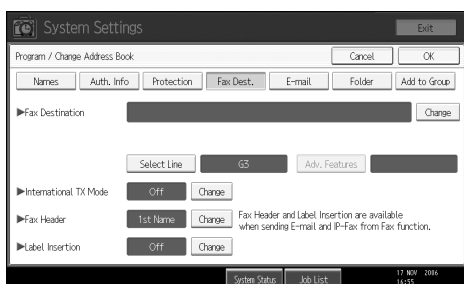 System Settings Exit
Program / Change Address Book Cancel OK
Names Auth. Info Protection Fax Dest. E-mail Folder Add to Group
▶Fax Destination Change
Select Line G3 Adv. Features
▶International TX Mode Off Change
▶Fax Header 1st Name Change Fax Header and Label Insertion are available
when sending E-mail and IP-Fax from Fax function.
▶Label Insertion Off Change
System Status Job List 17 NOV 2006
16:55